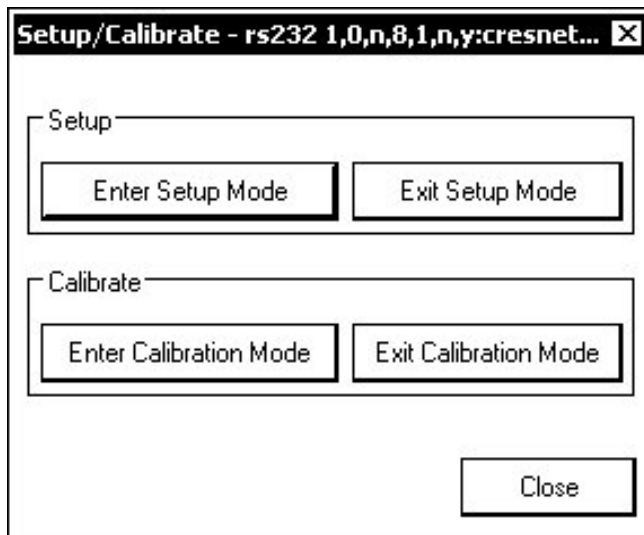 Setup/Calibrate - rs232 1,0,n,8,1,n,y:cresnet...
Setup
Enter Setup Mode Exit Setup Mode
Calibrate
Enter Calibration Mode Exit Calibration Mode
Close